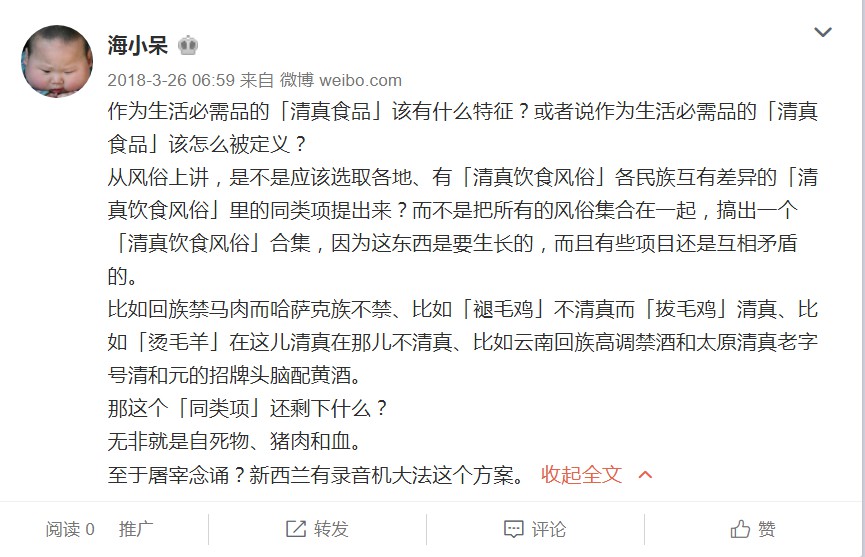 海小呆
2018-3-26 06:59 来自 微博 weibo.com
作为生活必需品的「清真食品」该有什么特征？或者说作为生活必需品的「清真
食品」该怎么被定义？
从风俗上讲，是不是应该选取各地、有「清真饮食风俗」各民族互有差异的「清
真饮食风俗」里的同类项提出来？而不是把所有的风俗集合在一起，搞出一个
「清真饮食风俗」合集，因为这东西是要生长的，而且有些项目还是互相矛盾
的。
比如回族禁马肉而哈萨克族不禁、比如「褪毛鸡」不清真而「拔毛鸡」清真、比
如「烫毛羊」在这儿清真在那儿不清真、比如云南回族高调禁酒和太原清真老字
号清和元的招牌头脑配黄酒。
那这个「同类项」还剩下什么？
无非就是自死物、猪肉和血。
至于屠宰念诵？新西兰有录音机大法这个方案。 收起全文
阅读 0 推广 转发 评论 赞